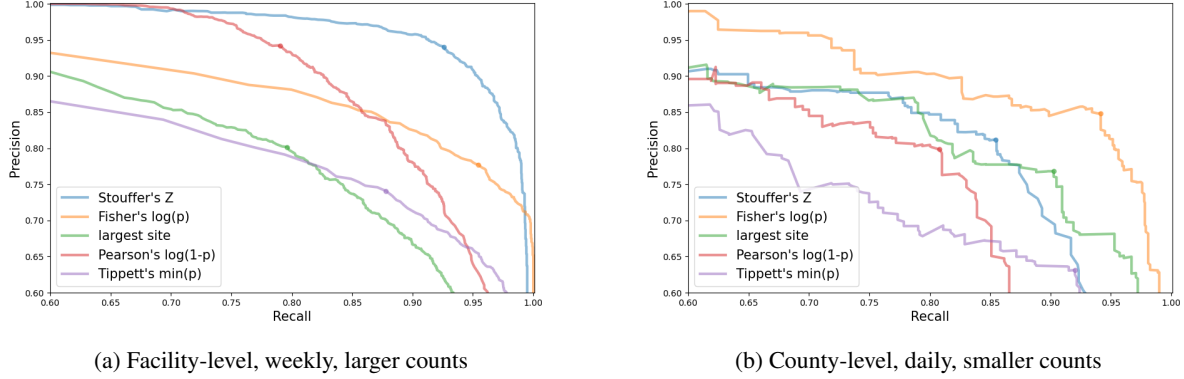 1.00
0.95
0.90
0.85
0.80
0.75
0.70
0.65
0.60
Precision
Stouffer's Z
Fisher's log(p)
largest site
Pearson's log(1-p)
Tippett's min(p)
0.60 0.65 0.70 0.75 0.80 0.85 0.90 0.95 1.00
Recall
(a) Facility-level, weekly, larger counts
1.00
0.95
0.90
0.85
0.80
0.75
0.70
0.65
0.60
Precision
Stouffer's Z
Fisher's log(p)
largest site
Pearson's log(1-p)
Tippett's min(p)
0.60 0.65 0.70 0.75 0.80 0.85 0.90 0.95 1.00
Recall
(b) County-level, daily, smaller counts